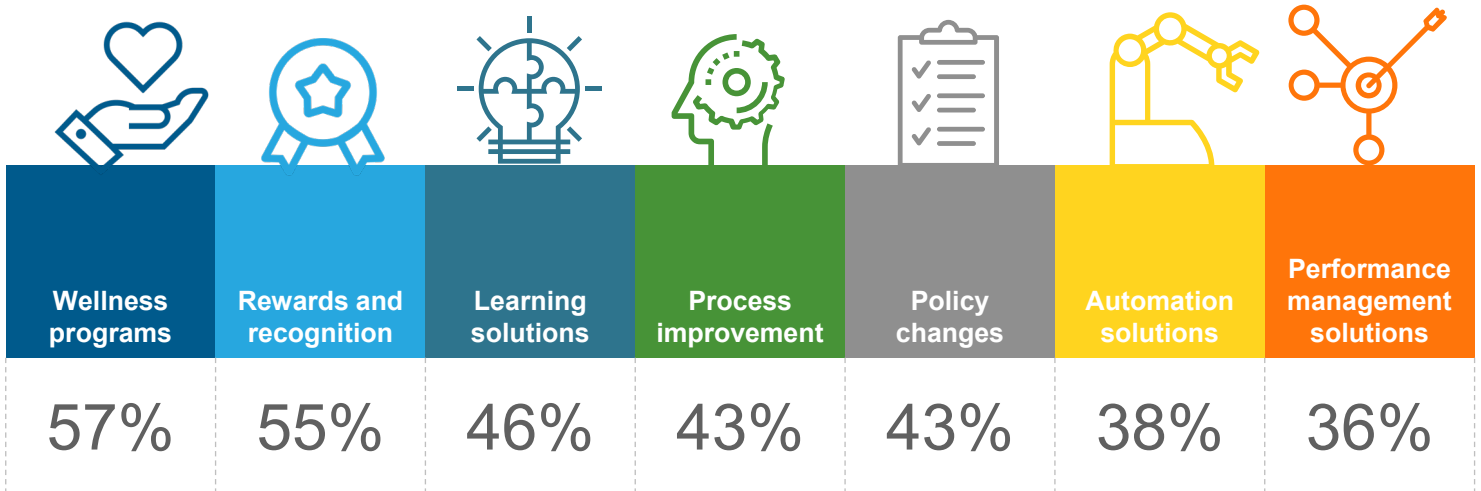 Wellness
programs
Rewards and
recognition
Learning
solutions
Process
improvement
Policy
changes
Automation
solutions
Performance
management
solutions
57%
55%
46%
43%
43%
38%
36%